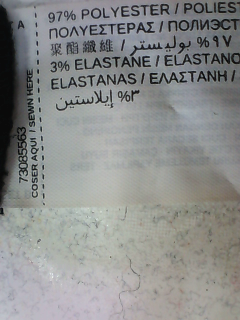 A
97% POLYESTER / POLIEST
ΠΟΛΥΕΣΤΕΡΑΣ / ПОЛИЭСТ
聚酯纖維 / ٩٧% بوليستر /
3% ELASTANE / ELASTANO
ELASTANAS / ΕΛΑΣΤΑΝΗ /
٣% إيلاستين
73085563
COSER AQUI / SEWN HERE